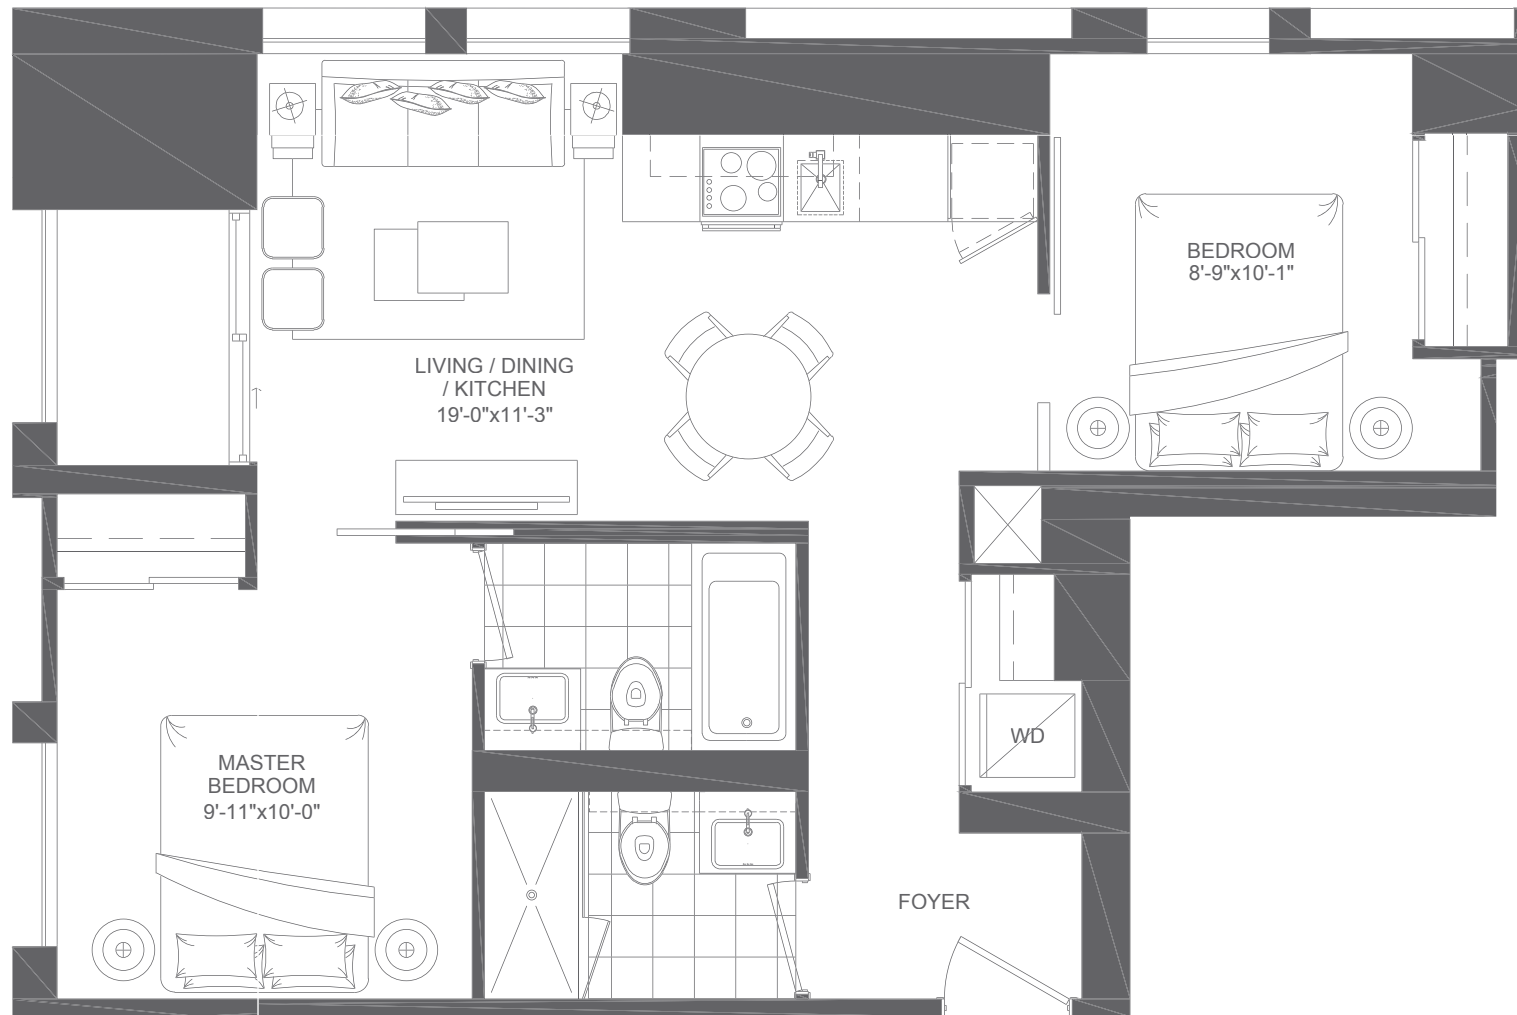 BEDROOM
8'-9"x10'-1"
LIVING / DINING
/ KITCHEN
19'-0"x11'-3"
WD
MASTER
BEDROOM
9'-11"x10'-0"
FOYER